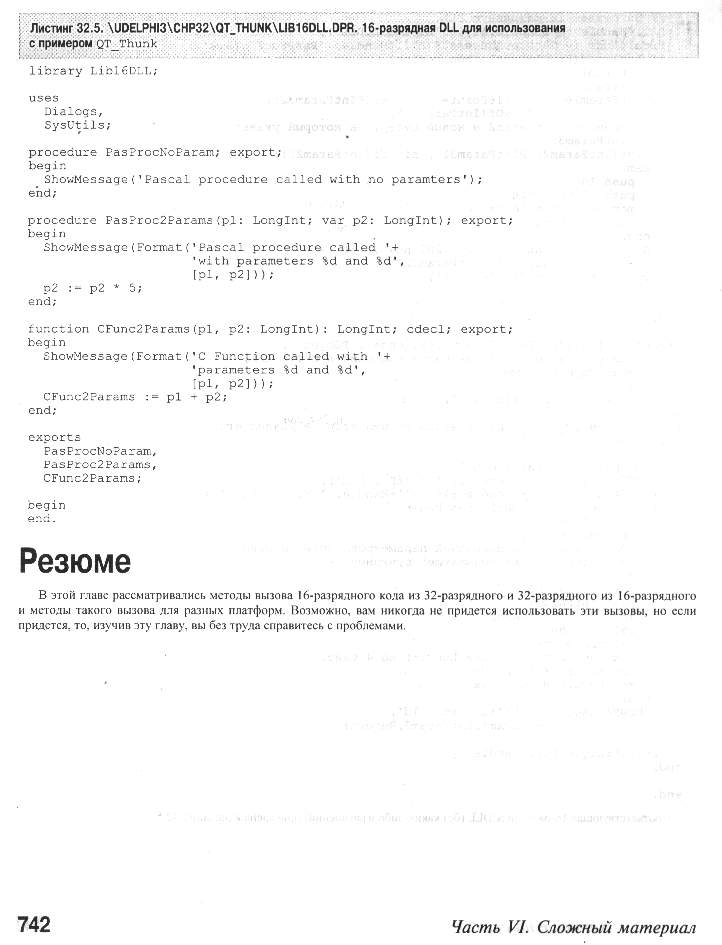 Листинг 32.5. \UDELPHI3\CHP32\QT_THUNK\LIB16DLL.DPR. 16-разрядная DLL для использования
с примером QT_Thunk
library Lib16DLL;
uses
Dialogs,
SysUtils;
procedure PasProcNoParam; export;
begin
ShowMessage('Pascal procedure called with no paramters');
end;
procedure PasProc2Params(p1: LongInt; var p2: LongInt); export;
begin
ShowMessage(Format('Pascal procedure called '+
'with parameters %d and %d',
[p1, p2]));
p2 := p2 * 5;
end;
function CFunc2Params(p1, p2: LongInt): LongInt; cdecl; export;
begin
ShowMessage(Format('C Function called with '+
'parameters %d and %d',
[p1, p2]));
CFunc2Params := p1 + p2;
end;
exports
PasProcNoParam,
PasProc2Params,
CFunc2Params;
begin
end.
Резюме
В этой главе рассматривались методы вызова 16-разрядного кода из 32-разрядного и 32-разрядного из 16-разрядного
и методы такого вызова для разных платформ. Возможно, вам никогда не придется использовать эти вызовы, но если
придется, то, изучив эту главу, вы без труда справитесь с проблемами.
742
Часть VI. Сложный материал